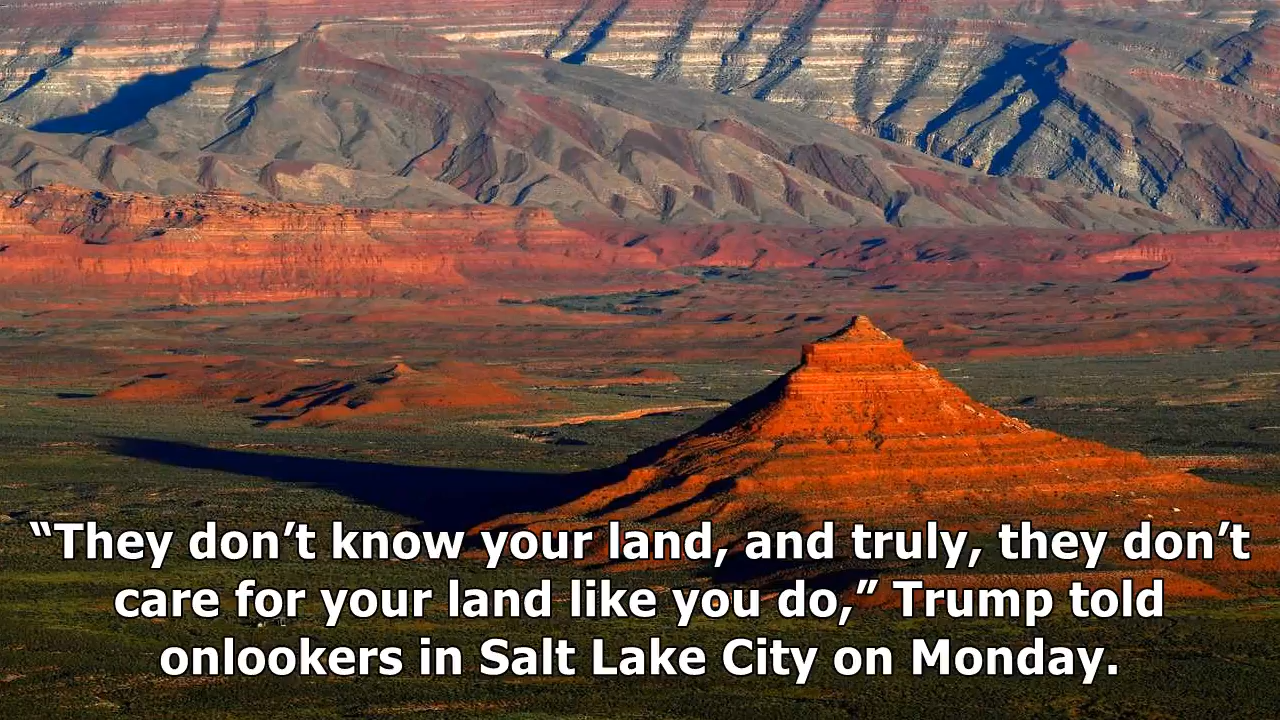 “They don’t know your land, and truly, they don’t
care for your land like you do,” Trump told
onlookers in Salt Lake City on Monday.